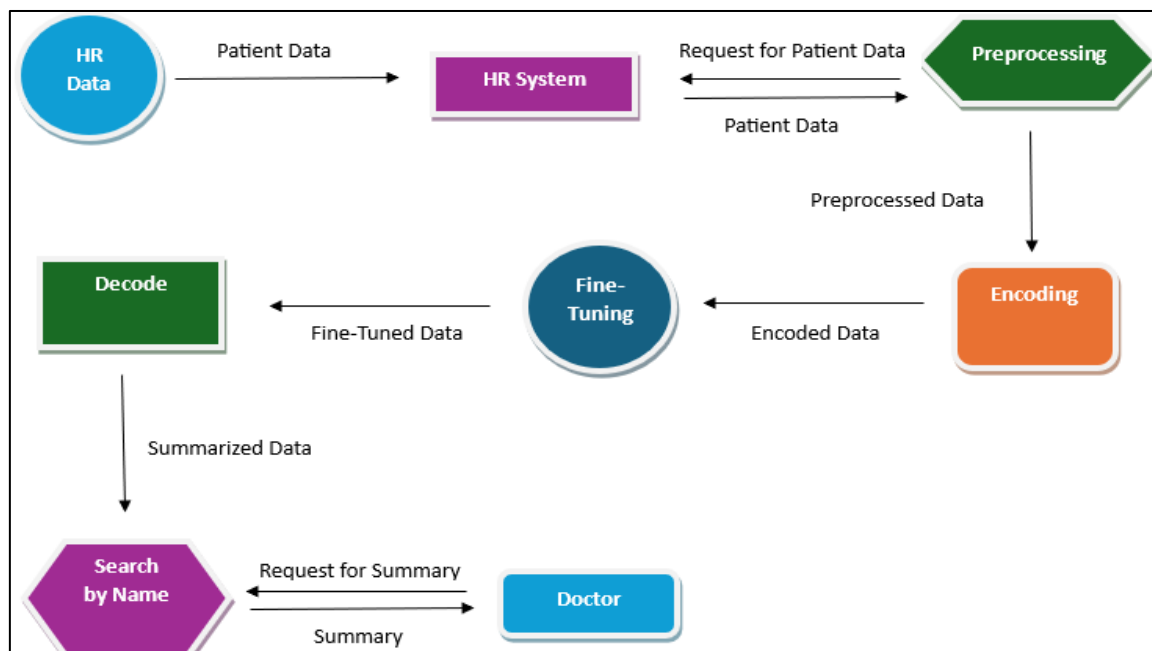 HR
Data
Patient Data
HR System
Request for Patient Data
Patient Data
Preprocessing
Preprocessed Data
Decode
Fine-Tuned Data
Fine-
Tuning
Encoded Data
Encoding
Summarized Data
Search
by Name
Request for Summary
Summary
Doctor